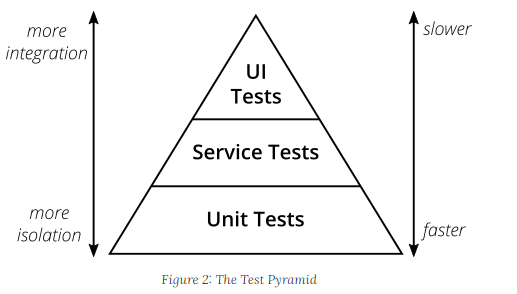 more
integration
slower
UI
Tests
Service Tests
more
isolation
Unit Tests
faster
Figure 2: The Test Pyramid